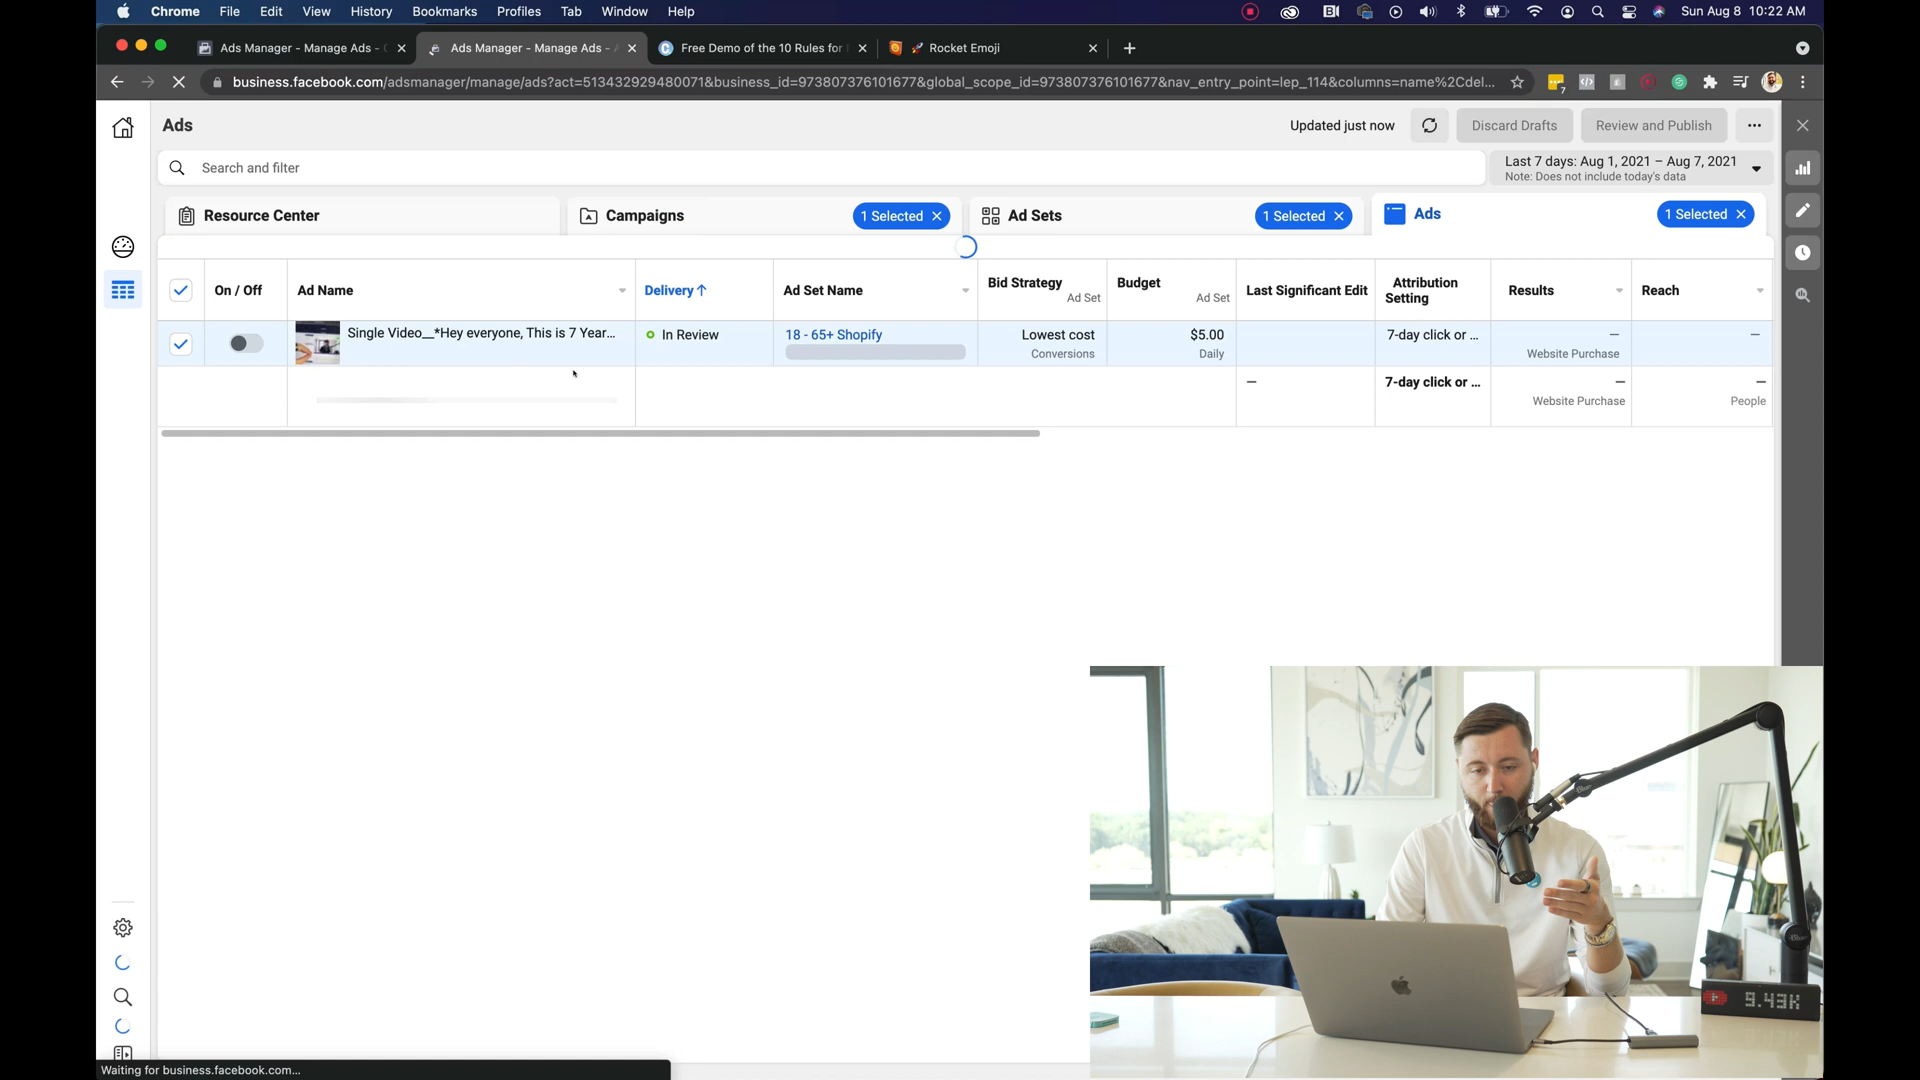 Chrome File Edit View History Bookmarks Profiles Tab Window Help Sun Aug 8 10:22 AM
Ads Manager - Manage Ads - Ads Manager - Manage Ads - Free Demo of the 10 Rules for 🚀 Rocket Emoji
business.facebook.com/adsmanager/manage/ads?act=513432929480071&business_id=973807376101677&global_scope_id=973807376101677&nav_entry_point=lep_114&columns=name%2Cdel... 7
Ads Updated just now Discard Drafts Review and Publish
Search and filter Last 7 days: Aug 1, 2021 – Aug 7, 2021
Note: Does not include today's data
Resource Center Campaigns 1 Selected Ad Sets 1 Selected Ads 1 Selected
On / Off Ad Name Delivery↑ Ad Set Name Bid Strategy Budget Last Significant Edit Attribution Results Reach
Ad Set Ad Set Setting
Single Video__*Hey everyone, This is 7 Year... In Review 18 - 65+ Shopify Lowest cost $5.00 7-day click or ... — —
Conversions Daily Website Purchase
— 7-day click or ... — —
Website Purchase People
9.43K
Waiting for business.facebook.com...